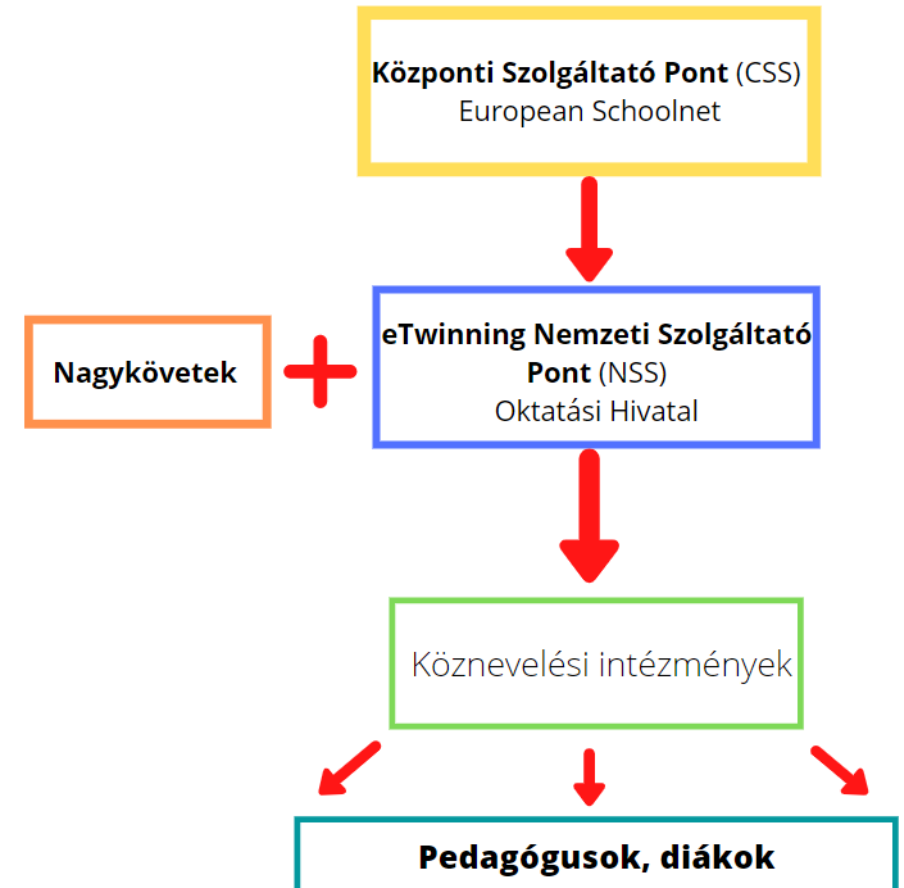 Központi Szolgáltató Pont (CSS)
European Schoolnet
Nagykövetek
eTwinning Nemzeti Szolgáltató
Pont (NSS)
Oktatási Hivatal
Köznevelési intézmények
Pedagógusok, diákok